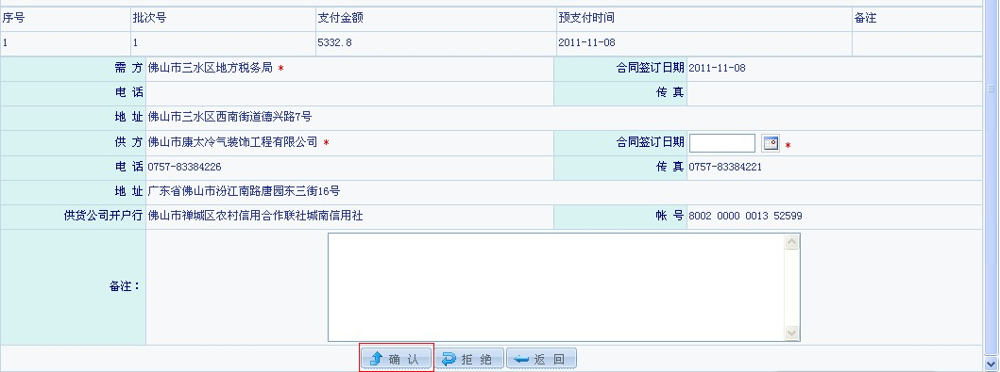 序号 批次号 支付金额 预支付时间 备注
1 1 5332.8 2011-11-08
需 方 佛山市三水区地方税务局 * 合同签订日期 2011-11-08
电 话 传 真
地 址 佛山市三水区西南街道德兴路7号
供 方 佛山市康太冷气装饰工程有限公司 * 合同签订日期 *
电 话 0757-83384226 传 真 0757-83384221
地 址 广东省佛山市汾江南路唐园东三街16号
供货公司开户行 佛山市禅城区农村信用合作联社城南信用社 帐 号 8002 0000 0013 52599
备注：
确 认 拒 绝 返 回